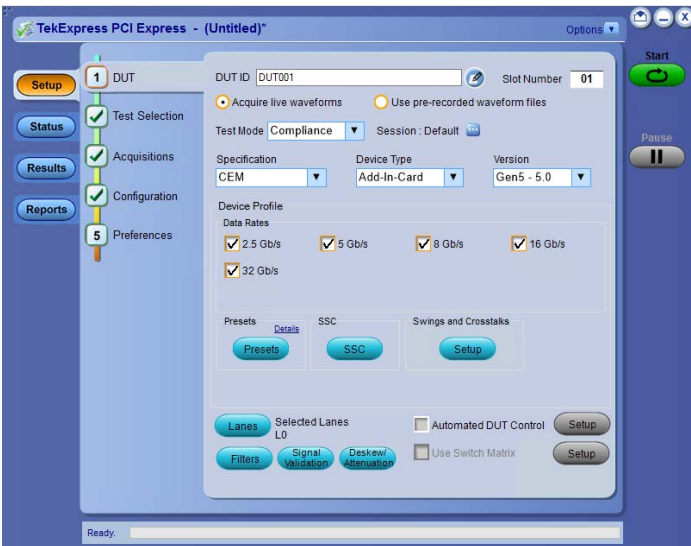 TekExpress PCI Express - (Untitled)*
Options
Start
Setup
Status
Results
Reports
Pause
1 DUT
Test Selection
Acquisitions
Configuration
5 Preferences
DUT ID DUT001
Slot Number 01
Acquire live waveforms
Use pre-recorded waveform files
Test Mode Compliance
Session : Default
Specification
Device Type
Version
CEM
Add-In-Card
Gen5 - 5.0
Device Profile
Data Rates
2.5 Gb/s
5 Gb/s
8 Gb/s
16 Gb/s
32 Gb/s
Presets
Details
SSC
Swings and Crosstalks
Presets
SSC
Setup
Lanes
Selected Lanes
L0
Automated DUT Control
Setup
Filters
Signal
Validation
Deskew/
Attenuation
Use Switch Matrix
Setup
Ready.